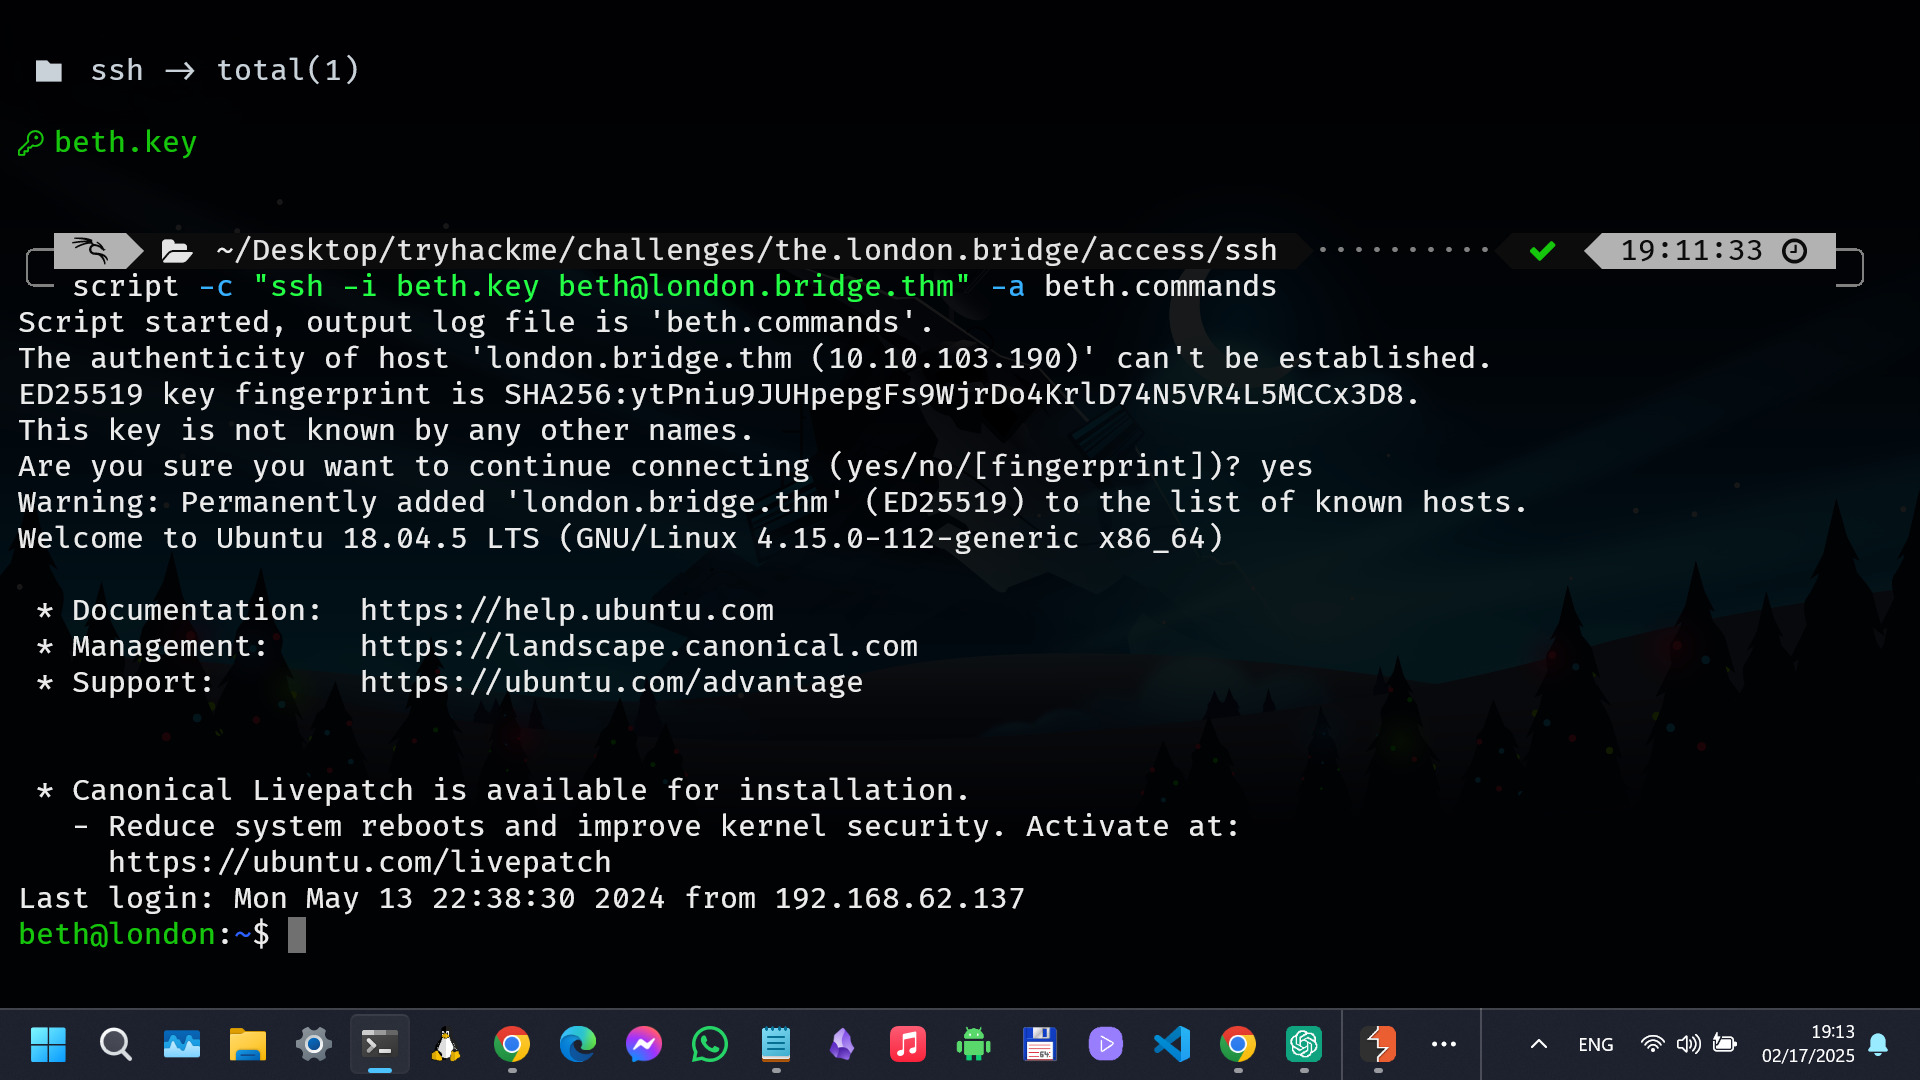 ssh → total(1)
beth.key
~/Desktop/tryhackme/challenges/the.london.bridge/access/ssh 19:11:33
script -c "ssh -i beth.key beth@london.bridge.thm" -a beth.commands
Script started, output log file is 'beth.commands'.
The authenticity of host 'london.bridge.thm (10.10.103.190)' can't be established.
ED25519 key fingerprint is SHA256:ytPniu9JUHpepgFs9WjrDo4KrlD74N5VR4L5MCCx3D8.
This key is not known by any other names.
Are you sure you want to continue connecting (yes/no/[fingerprint])? yes
Warning: Permanently added 'london.bridge.thm' (ED25519) to the list of known hosts.
Welcome to Ubuntu 18.04.5 LTS (GNU/Linux 4.15.0-112-generic x86_64)
* Documentation:  https://help.ubuntu.com
* Management:     https://landscape.canonical.com
* Support:        https://ubuntu.com/advantage
* Canonical Livepatch is available for installation.
- Reduce system reboots and improve kernel security. Activate at:
https://ubuntu.com/livepatch
Last login: Mon May 13 22:38:30 2024 from 192.168.62.137
beth@london:~$
64
ENG
19:13
02/17/2025